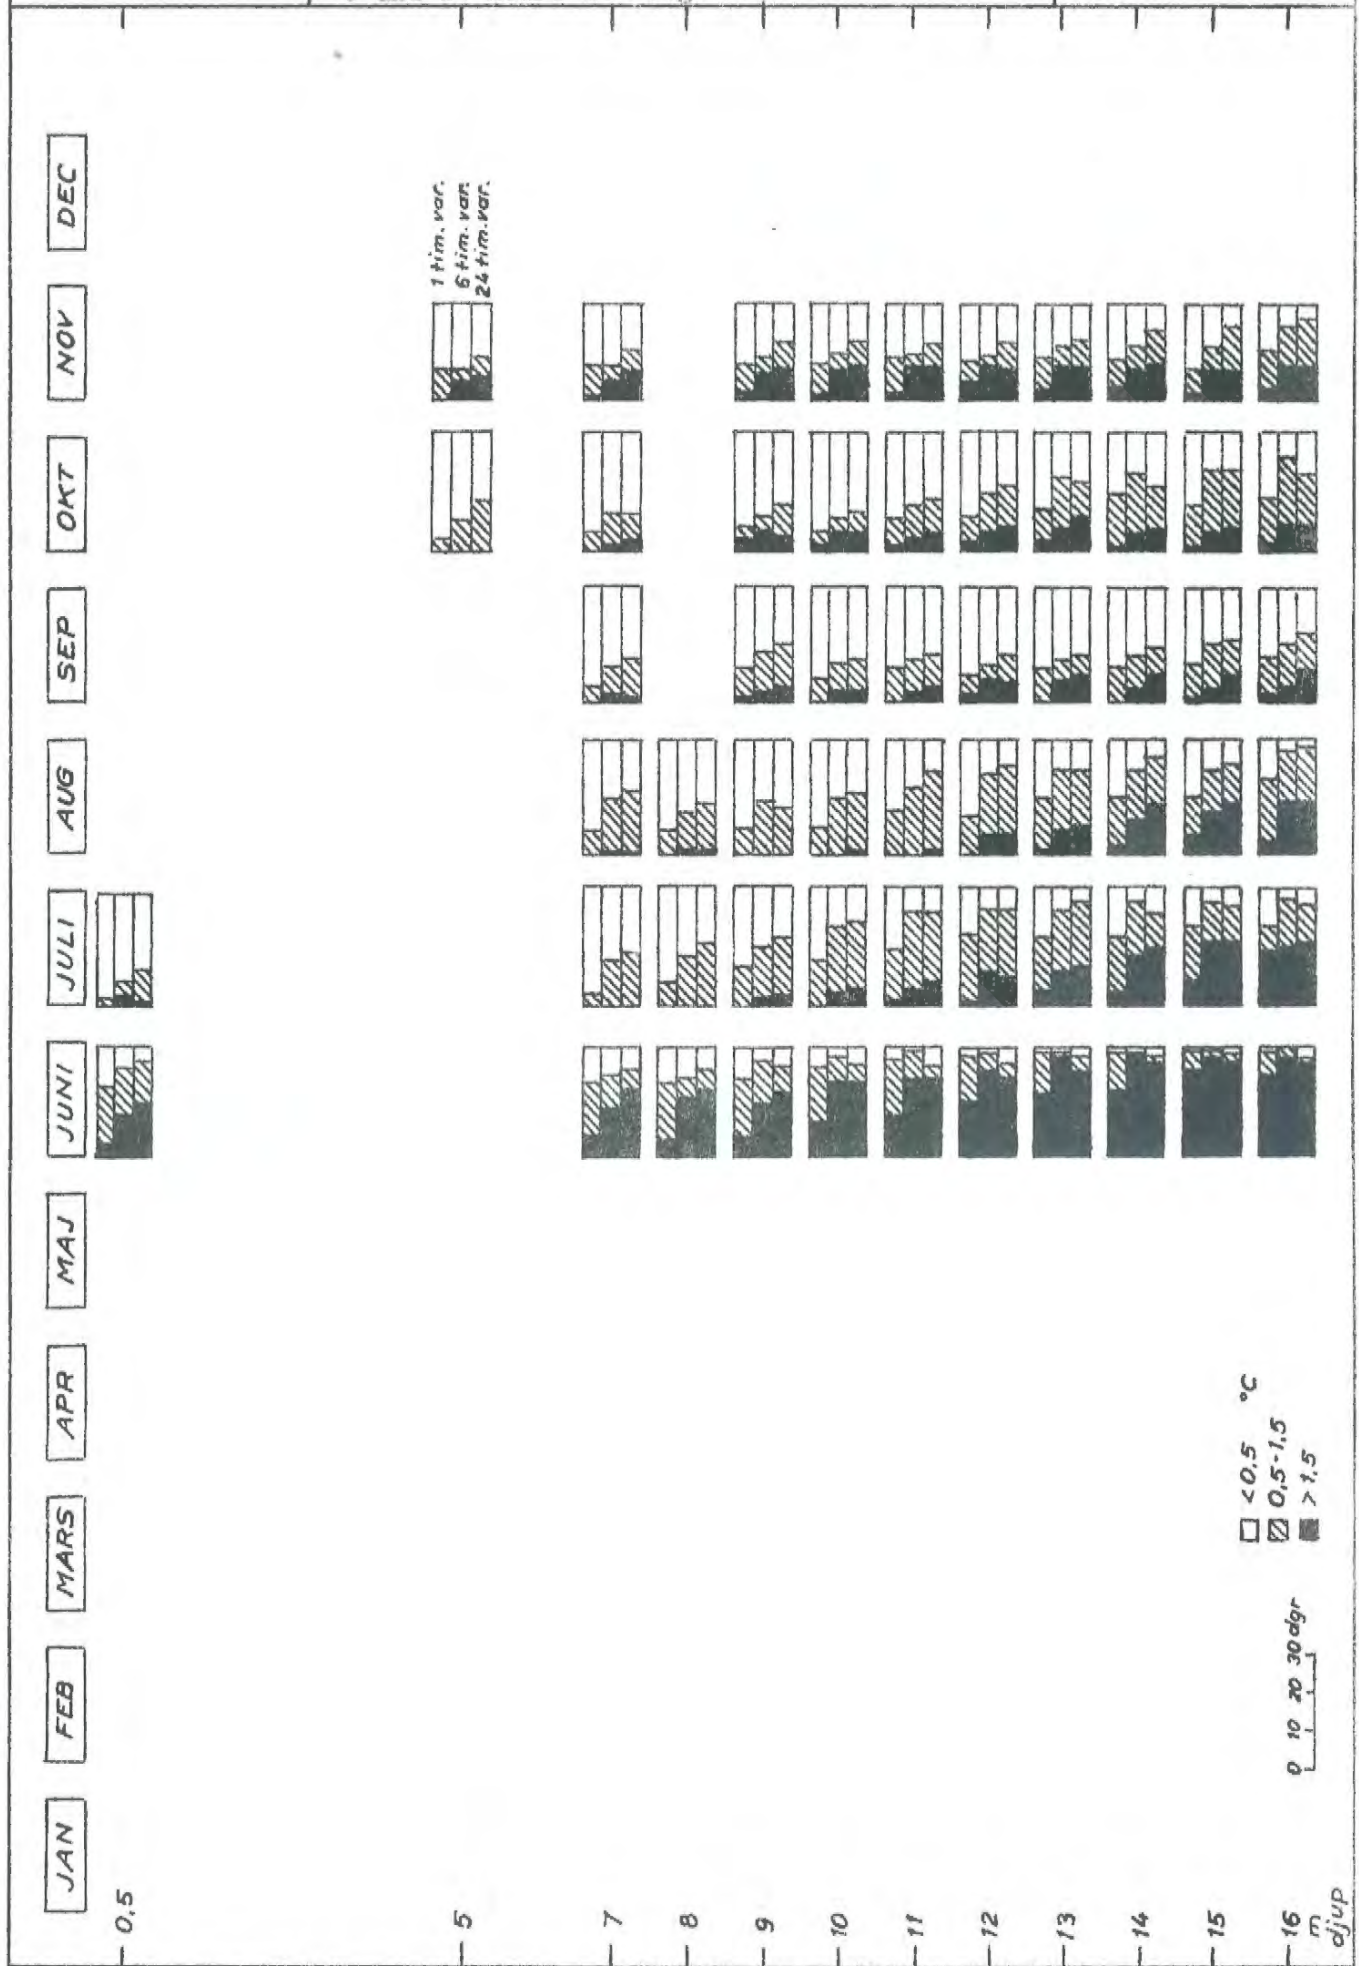 JAN
FEB
MARS
APR
MAJ
JUNI
JULI
AUG
SEP
OKT
NOV
DEC
0.5
5
1 tim. var.
6 tim. var.
24 tim. var.
7
8
9
10
11
12
13
14
15
16
m
djup
0 10 20 30 dgr
<0.5 °C
0,5-1.5
>1.5